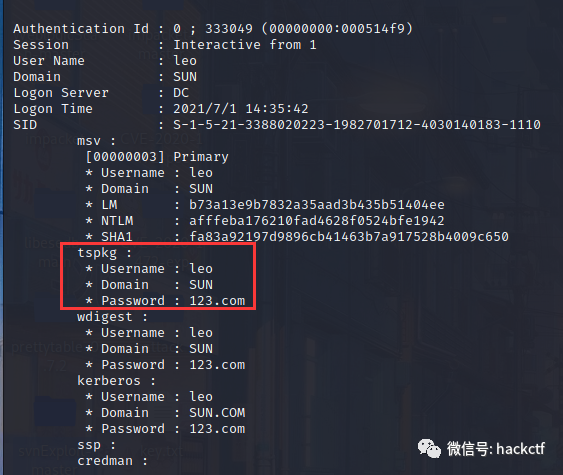 Authentication Id : 0 ; 333049 (00000000:000514f9)
Session           : Interactive from 1
User Name         : leo
Domain            : SUN
Logon Server      : DC
Logon Time        : 2021/7/1 14:35:42
SID               : S-1-5-21-3388020223-1982701712-4030140183-1110
msv :
[00000003] Primary
* Username : leo
* Domain   : SUN
* LM       : b73a13e9b7832a35aad3b435b51404ee
* NTLM     : afffeba176210fad4628f0524bfe1942
* SHA1     : fa83a92197d9896cb41463b7a917528b4009c650
tspkg :
* Username : leo
* Domain   : SUN
* Password : 123.com
wdigest :
* Username : leo
* Domain   : SUN
* Password : 123.com
kerberos :
* Username : leo
* Domain   : SUN.COM
* Password : 123.com
ssp :
credman :
微信号: hackctf